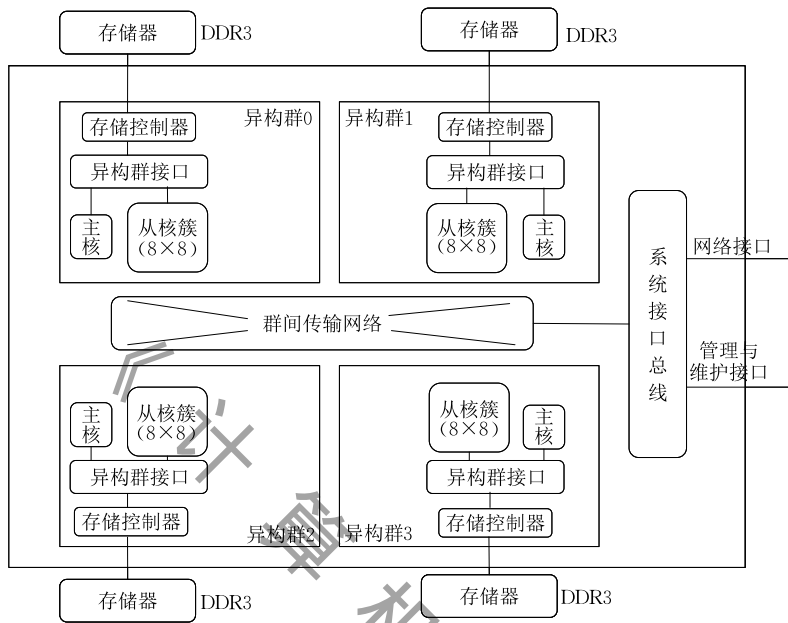 存储器 DDR3
存储器 DDR3
存储控制器 异构群0
异构群1 存储控制器
异构群接口
异构群接口
主核
从核簇
(8×8)
从核簇
(8×8)
主核
系统接口总线
网络接口
群间传输网络
管理与
维护接口
主核
从核簇
(8×8)
从核簇
(8×8)
主核
异构群接口
异构群接口
存储控制器
异构群2
异构群3
存储控制器
存储器 DDR3
存储器 DDR3
《计算机